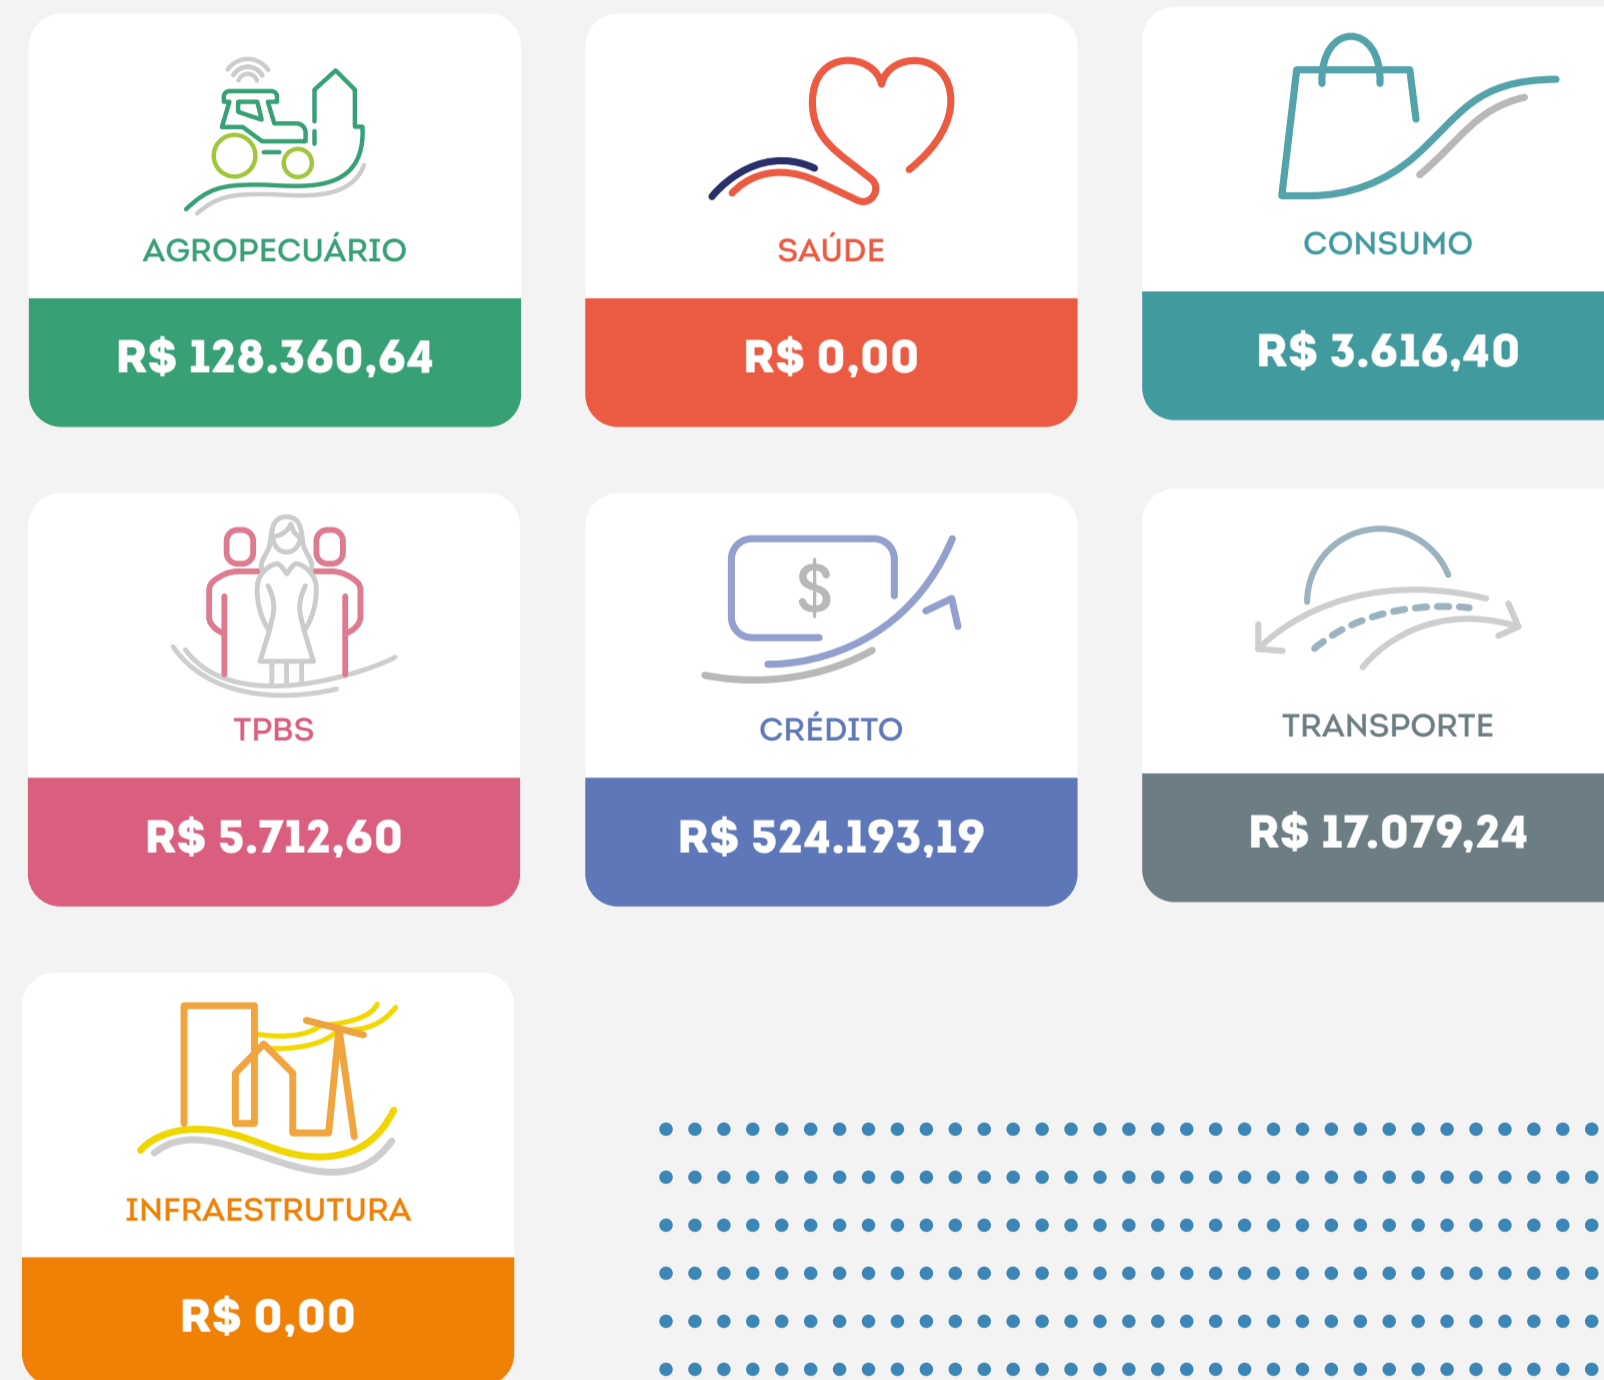 AGROPECUÁRIO
R$ 128.360,64
SAÚDE
R$ 0,00
CONSUMO
R$ 3.616,40
TPBS
R$ 5.712,60
$
CRÉDITO
R$ 524.193,19
TRANSPORTE
R$ 17.079,24
INFRAESTRUTURA
R$ 0,00